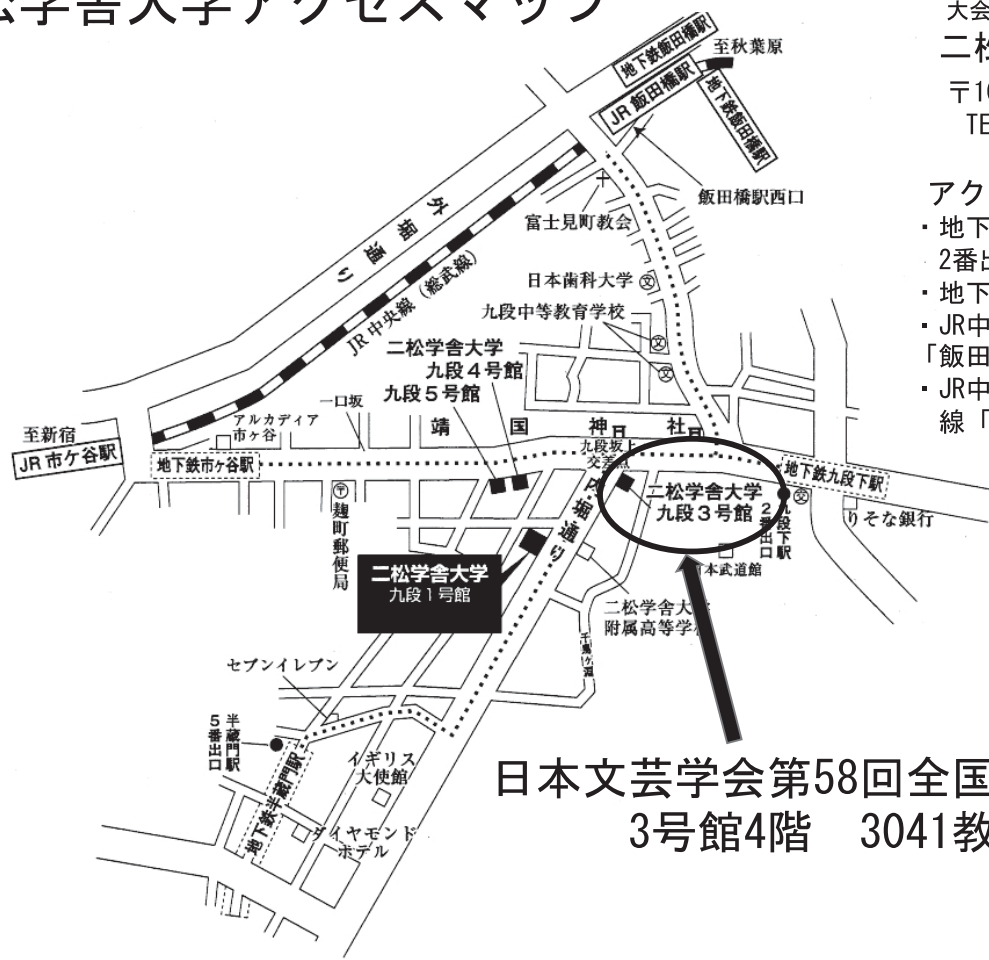 松学舎大学アクセスマップ
大会
二松
〒10
TE
アク
・地下
2番出
・地下
・JR中
「飯田
・JR中
線「
地下鉄飯田橋駅
至秋葉原
JR 飯田橋駅
地下鉄飯田橋駅
飯田橋駅西口
富士見町教会
外堀通り
JR 中央線（総武線）
日本歯科大学
九段中等教育学校
二松学舎大学
九段４号館
九段５号館
一口坂
アルカディア
市ヶ谷
靖国神社
至新宿
JR 市ケ谷駅
地下鉄市ヶ谷駅
九段坂上
交差点
地下鉄九段下駅
二松学舎大学
九段３号館
九段下駅
２番出口
りそな銀行
麹町郵便局
内堀通り
日本武道館
二松学舎大学
九段１号館
二松学舎大学
附属高等学校
千鳥ヶ淵
セブンイレブン
半蔵門駅
５番出口
地下鉄半蔵門駅
イギリス
大使館
ダイヤモンド
ホテル
日本文芸学会第58回全国
3号館4階　3041教